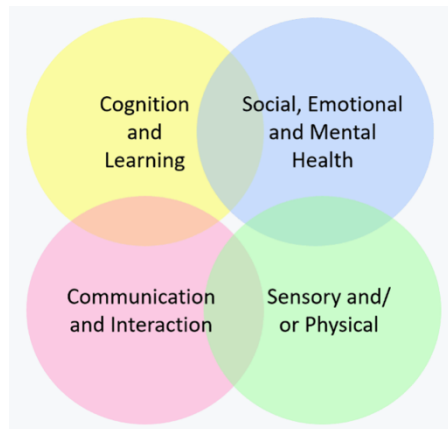 Cognition
and
Learning
Social, Emotional
and Mental
Health
Communication
and Interaction
Sensory and/
or Physical